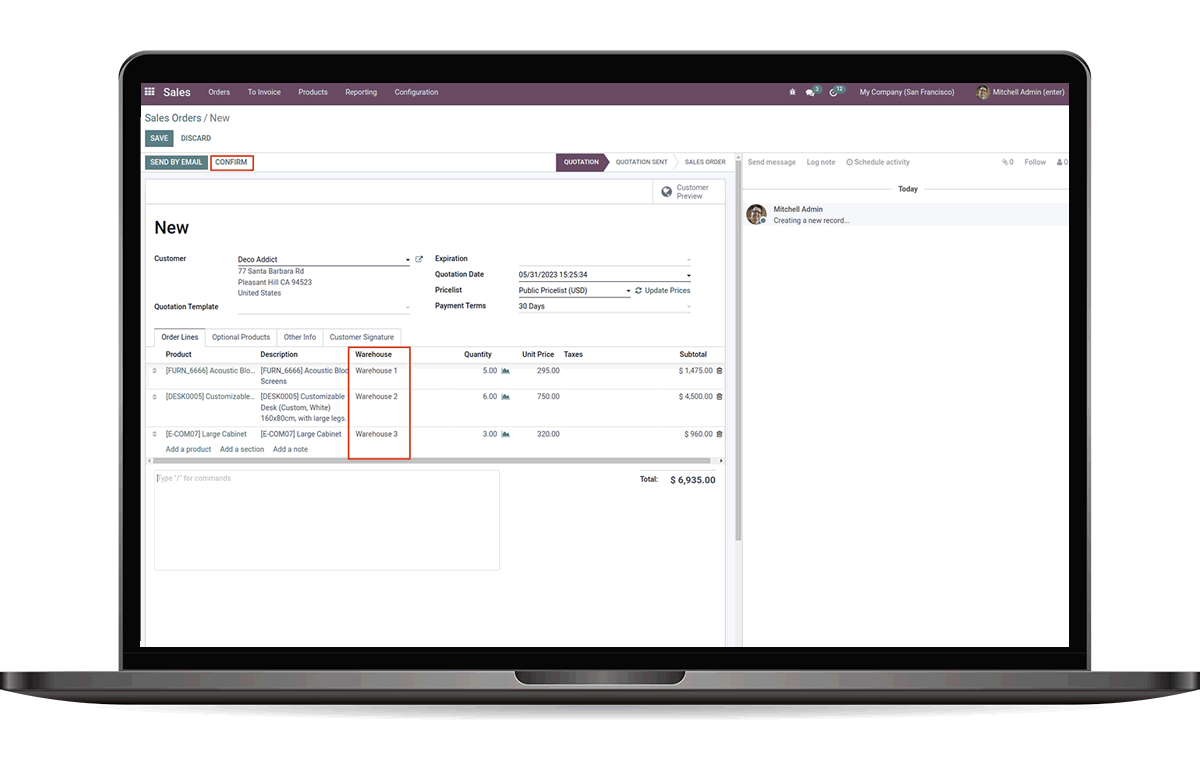 Sales Orders To Invoice Products Reporting Configuration 3 12 My Company (San Francisco) Mitchell Admin (enter)
Sales Orders / New
SAVE DISCARD
SEND BY EMAIL CONFIRM QUOTATION QUOTATION SENT SALES ORDER Send message Log note Schedule activity 0 Follow 0
Customer
Preview
Today
Mitchell Admin
Creating a new record...
New
Customer Deco Addict Expiration
77 Santa Barbara Rd
Pleasant Hill CA 94523
United States
Quotation Date 05/31/2023 15:25:34
Pricelist Public Pricelist (USD) Update Prices
Quotation Template Payment Terms 30 Days
Order Lines Optional Products Other Info Customer Signature
Product Description Warehouse Quantity Unit Price Taxes Subtotal
[FURN_6666] Acoustic Blo... [FURN_6666] Acoustic Bloc Warehouse 1 5.00 295.00 $ 1,475.00
Screens
[DESK0005] Customizable... [DESK0005] Customizable Warehouse 2 6.00 750.00 $ 4,500.00
Desk (Custom, White)
160x80cm, with large legs.
[E-COM07] Large Cabinet [E-COM07] Large Cabinet Warehouse 3 3.00 320.00 $ 960.00
Add a product Add a section Add a note
Type "/" for commands
Total: $ 6,935.00